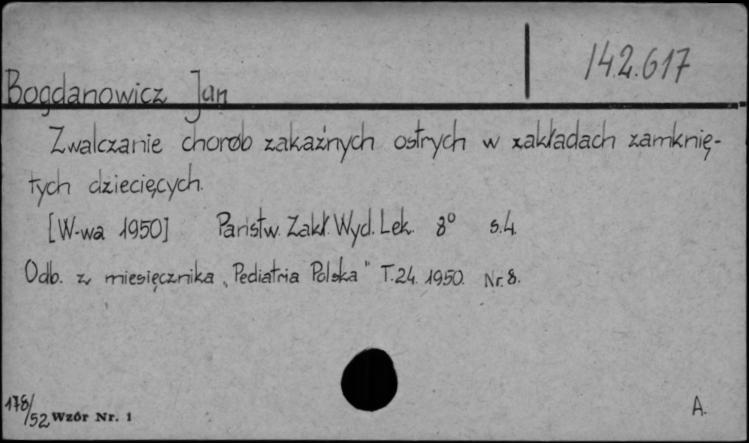 142.617
Bogdanowicz Jan
Zwalczanie chorób zakaźnych ostrych w zakładach zamknię-
tych dziecięcych.
[W-wa 1950] Państw. Zakł. Wyd. Lek. 8° s.4.
Odb. z miesięcznika „Pediatria Polska" T.24. 1950. Nr. 8.
178/52 Wzór Nr. 1
A.